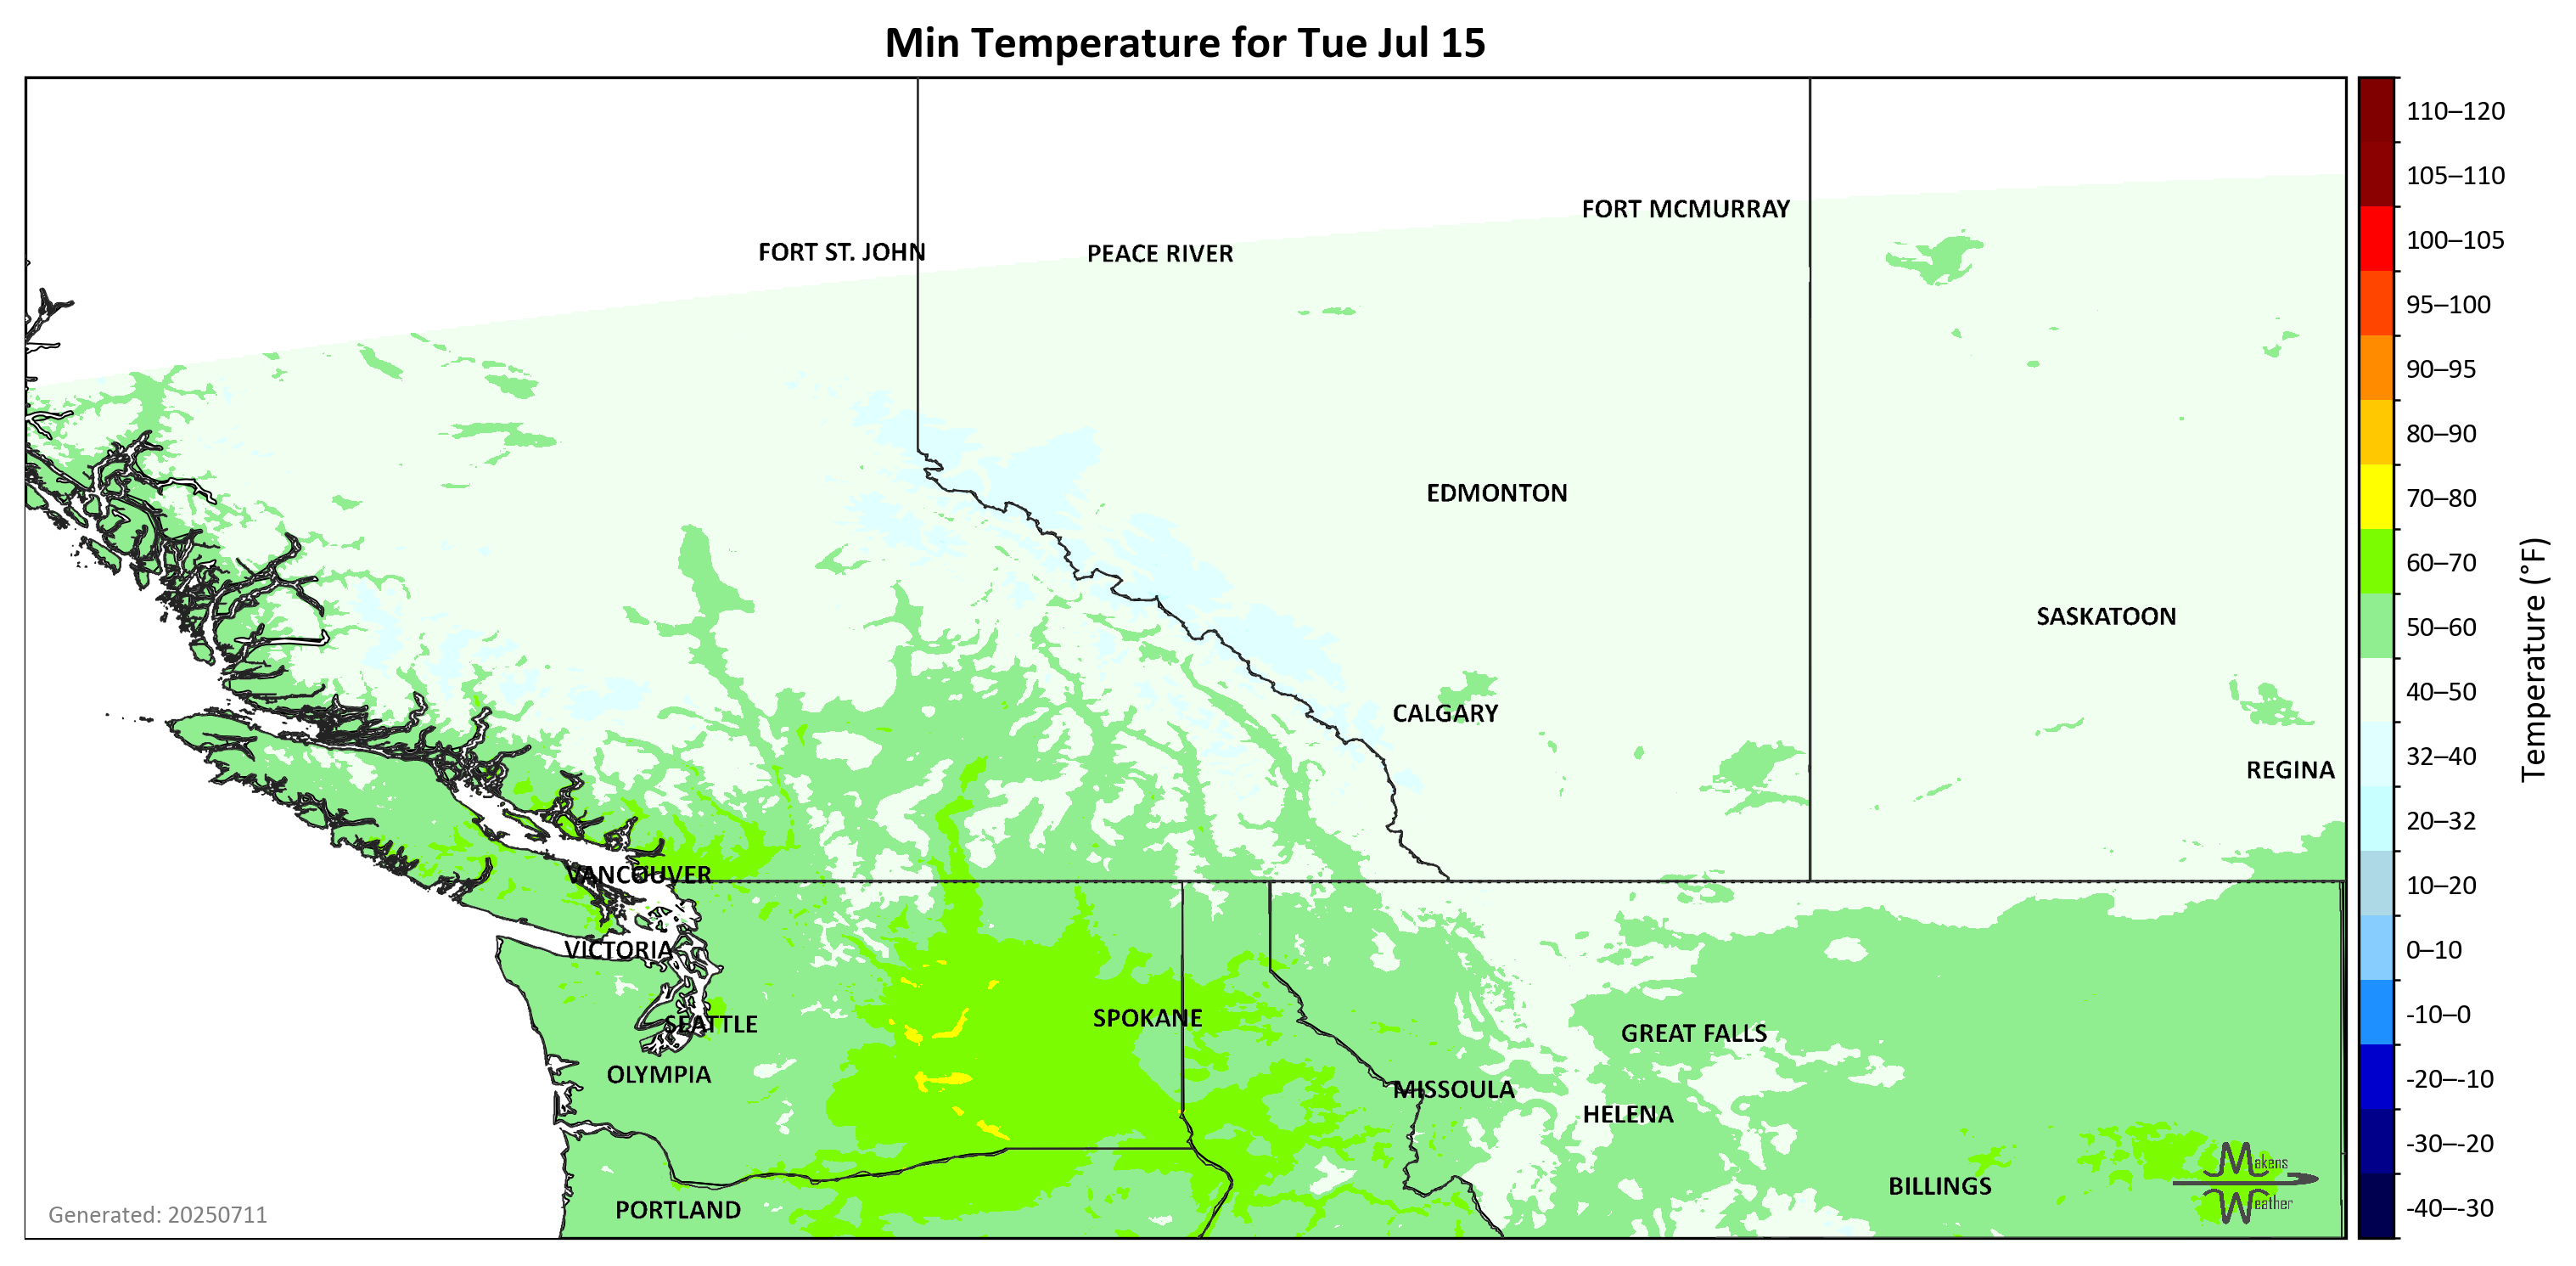 Min Temperature for Tue Jul 15
110–120
105–110
FORT MCMURRAY
100–105
FORT ST. JOHN
PEACE RIVER
95–100
90–95
80–90
EDMONTON
70–80
60–70
SASKATOON
50–60
40–50
CALGARY
32–40
REGINA
Temperature (°F)
20–32
VANCOUVER
10–20
VICTORIA
0–10
SPOKANE
-10–0
SEATTLE
GREAT FALLS
OLYMPIA
-20–-10
MISSOULA
HELENA
-30–-20
Makens
Weather
BILLINGS
PORTLAND
-40–-30
Generated: 20250711